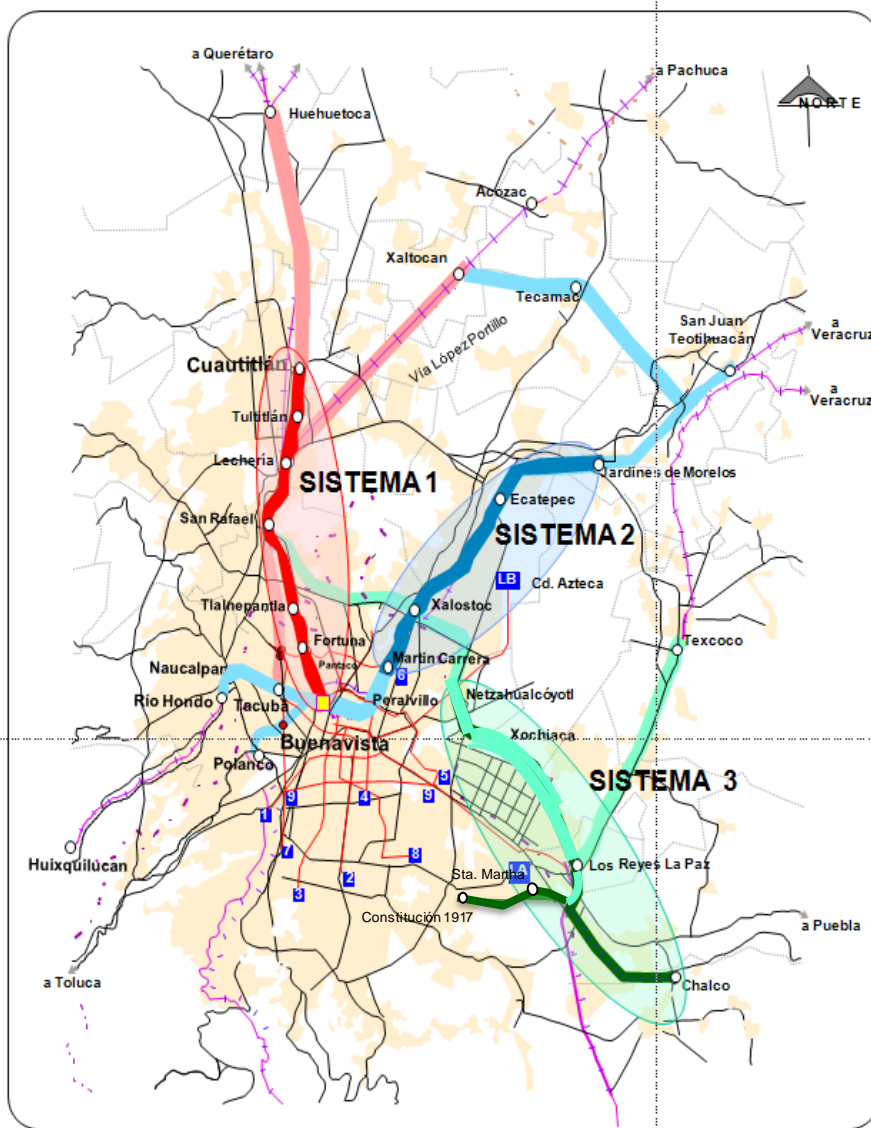 a Querétaro
a Pachuca
NORTE
Huehuetoca
Acozac
Xaltocan
Tecamac
San Juan
Teotihuacán
a
Veracruz
Vía López Portillo
Cuautitlán
a
Veracruz
Tultitlán
Lechería
SISTEMA 1
Jardines de Morelos
Ecatepec
San Rafael
SISTEMA 2
LB
Cd. Azteca
Tlalnepantla
Xalostoc
Fortuna
Texcoco
Pantaco
Naucalpan
Martín Carrera
6
Río Hondo
Tacuba
Peralvillo
Netzahualcóyotl
Buenavista
Xochiaca
Polanco
5
SISTEMA 3
9
4
9
1
7
8
Huixquilucan
Los Reyes La Paz
2
3
Sta. Martha
LA
Constitución 1917
a Puebla
a Toluca
Chalco